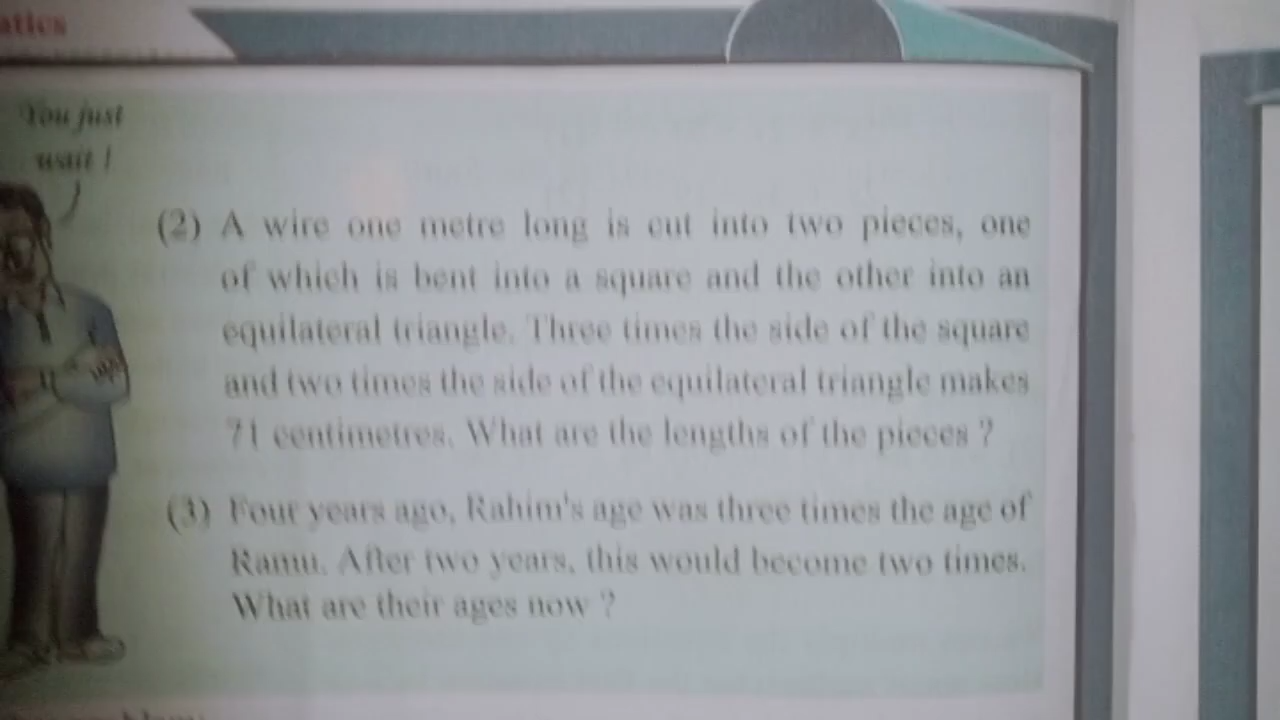 atics
You just
wait !
(2) A wire one metre long is cut into two pieces, one
of which is bent into a square and the other into an
equilateral triangle. Three times the side of the square
and two times the side of the equilateral triangle makes
71 centimetres. What are the lengths of the pieces ?
(3) Four years ago, Rahim's age was three times the age of
Ramu. After two years, this would become two times.
What are their ages now ?